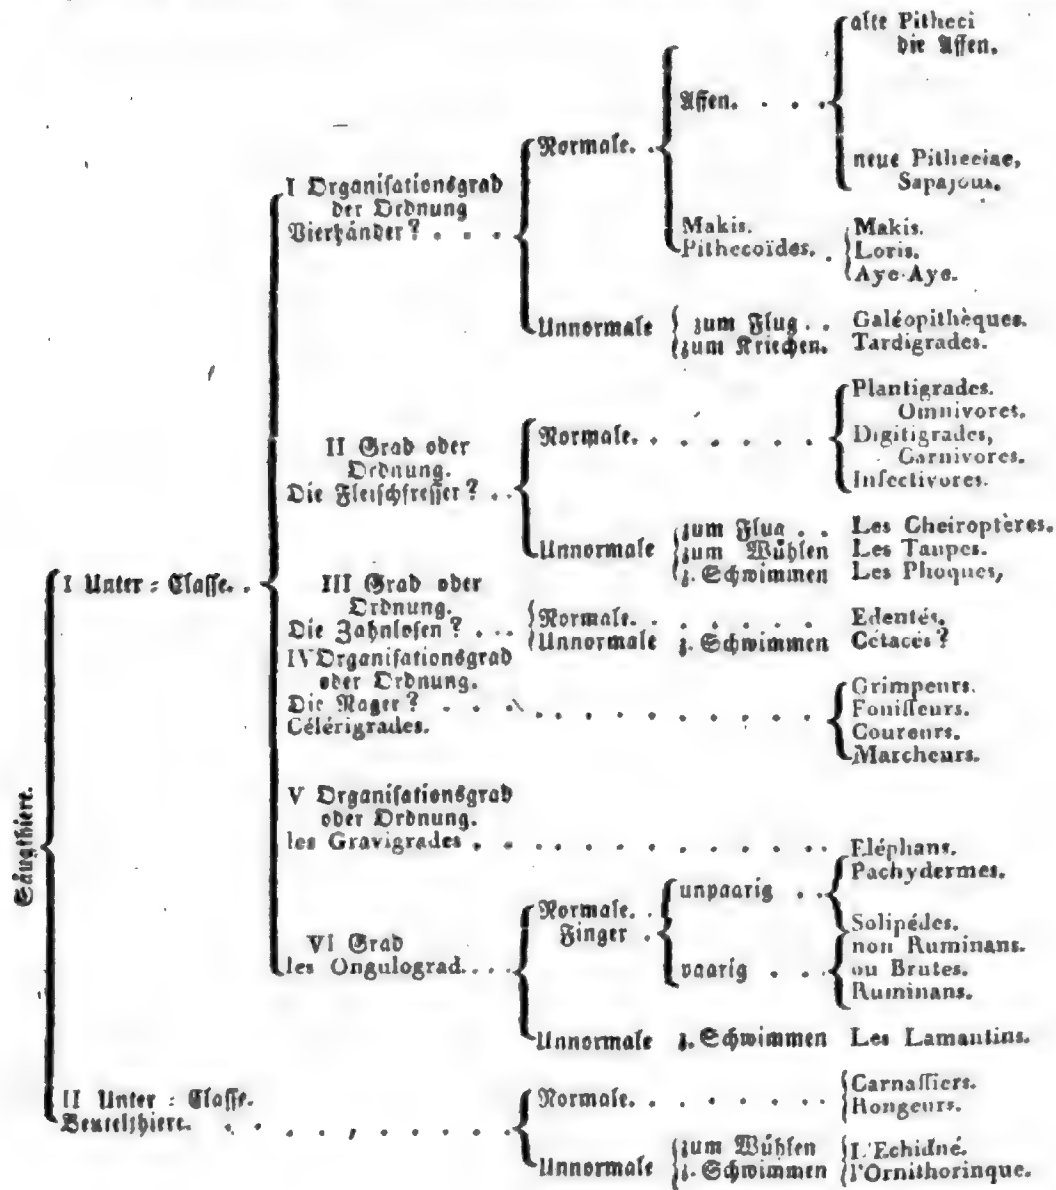 alte Pitheci
die Affen.
Affen. . . .
Normale. .
neue Pitheciae,
Sapajous.
I Organisationsgrad
der Ordnung
Vierhänder? . . . .
Makis.
Pithecoïdes. .
Makis.
Loris.
Aye-Aye.
Unnormale
zum Flug . .
zum Kriechen.
Galéopithèques.
Tardigrades.
Plantigrades.
Omnivores.
Digitigrades,
Carnivores.
Insectivores.
Normale. . . . . . .
II Grad oder
Ordnung.
Die Fleischfresser? . .
Unnormale
zum Flug . .
zum Wühlen
z. Schwimmen
Les Cheiroptères.
Les Taupes.
Les Phoques,
Säugthiere.
I Unter = Classe. .
III Grad oder
Ordnung.
Die Zahnlosen? . . .
Normale. . . . . . .
Unnormale z. Schwimmen
Edentés.
Cétacés?
IV Organisationsgrad
oder Ordnung.
Die Nager? . . . . . . . . . . . .
Célérigrades.
Grimpeurs.
Fouisseurs.
Coureurs.
Marcheurs.
V Organisationsgrad
oder Ordnung.
les Gravigrades . . . . . . . . . . . .
Eléphans.
Pachydermes.
VI Grad
les Ongulograd. . . .
Normale. .
Finger .
unpaarig . .
paarig . . .
Solipédes.
non Ruminans.
ou Brutes.
Ruminans.
Unnormale z. Schwimmen Les Lamantins.
II Unter = Classe.
Beutelthiere. . . . . . . . . .
Normale. . . . . . .
Carnassiers.
Rongeurs.
Unnormale
zum Wühlen
z. Schwimmen
L'Echidné.
l'Ornithorinque.